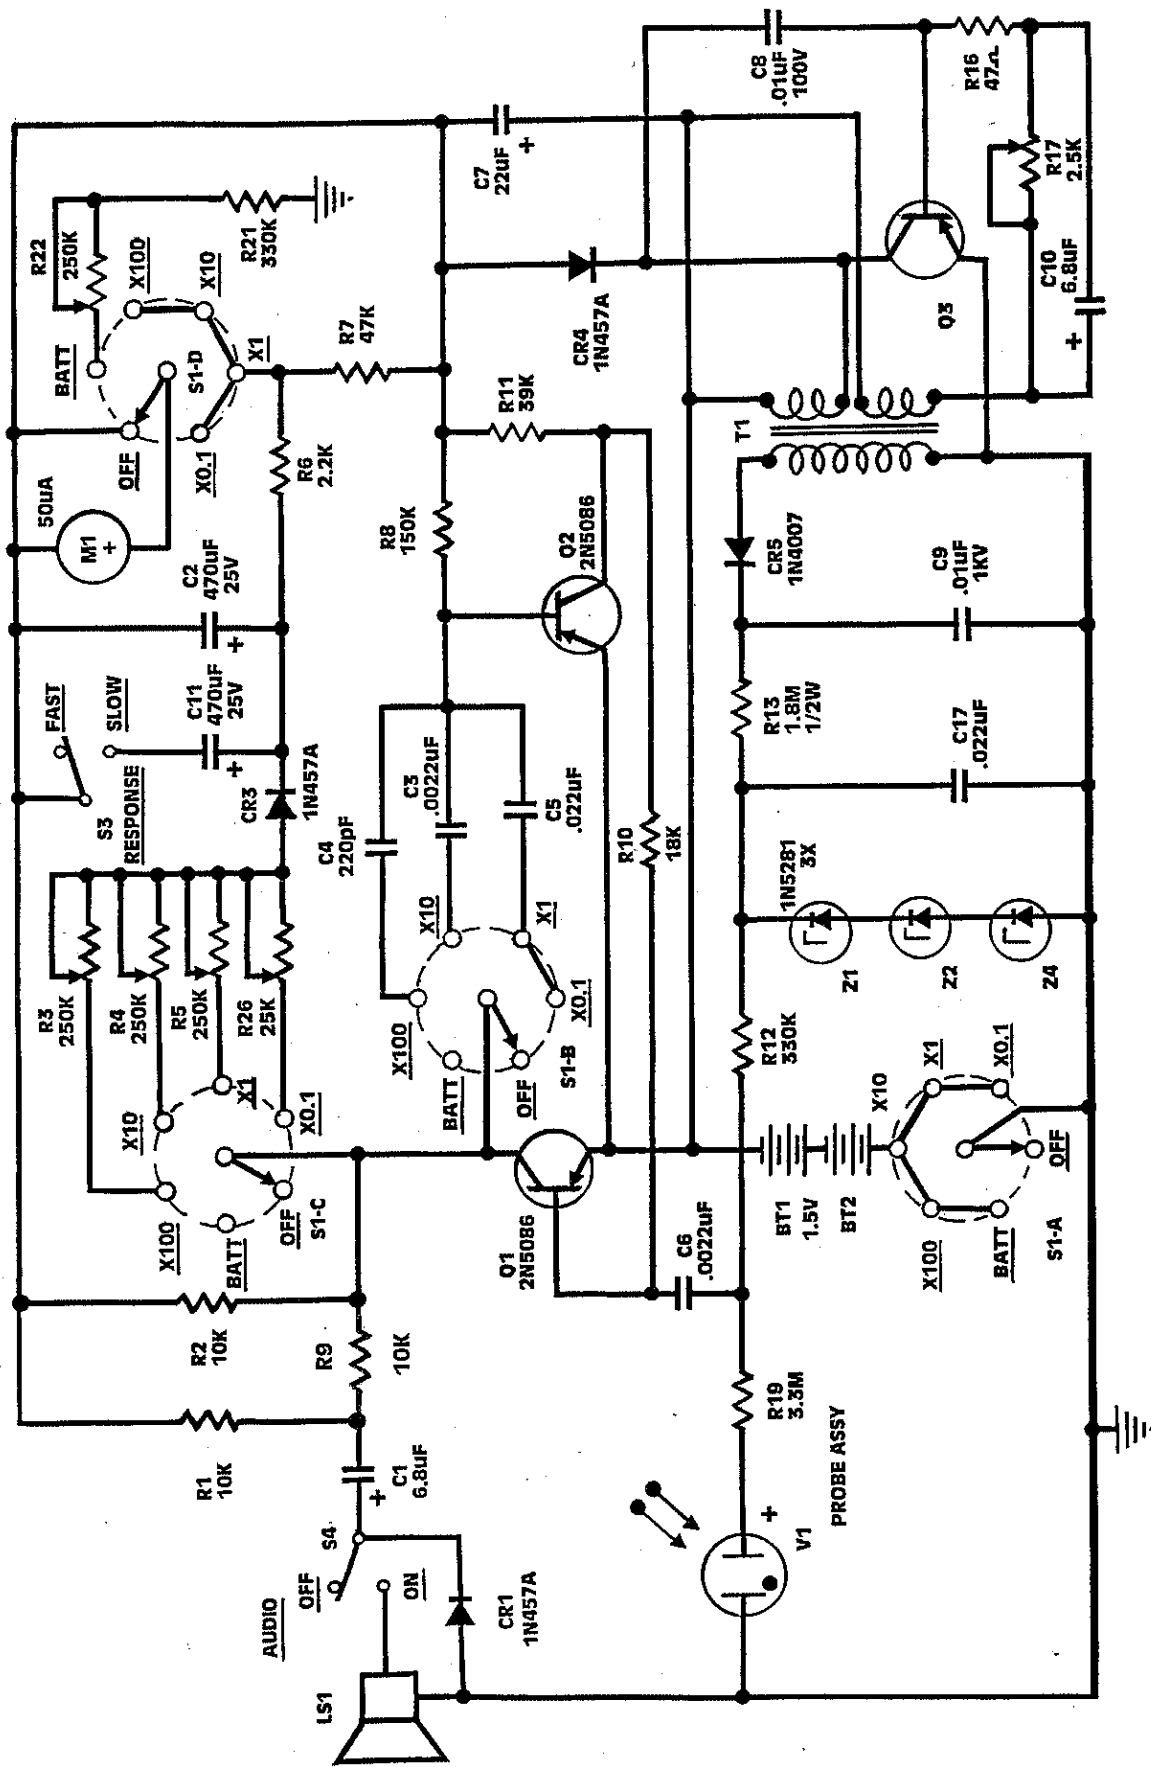 AUDIO
OFF
ON
S4
LS1
CR1
1N457A
C1
6.8uF
R1
10K
R2
10K
R9
10K
X100
X10
X1
X0.1
BATT
OFF
S1-C
R3
250K
R4
250K
R5
250K
R26
25K
S3
RESPONSE
FAST
SLOW
CR3
1N457A
C11
470uF
25V
+
C2
470uF
25V
+
50uA
M1
+
OFF
BATT
X100
X10
X1
X0.1
S1-D
R22
250K
R21
330K
R6
2.2K
R7
47K
Q1
2N5086
BATT
X100
X10
X1
X0.1
OFF
S1-B
C4
220pF
C3
.0022uF
C5
.022uF
R8
150K
Q2
2N5086
R11
39K
R10
18K
C7
22uF
+
CR4
1N457A
C8
.01uF
100V
R16
47Ω
R17
2.5K
C10
6.8uF
+
Q3
T1
CR5
1N4007
C9
.01uF
1KV
R13
1.8M
1/2W
C17
.022uF
1N5281
3X
Z1
Z2
Z4
R12
330K
C6
.0022uF
BT1
1.5V
BT2
X100
X10
X1
X0.1
BATT
OFF
S1-A
R19
3.3M
+
V1
PROBE ASSY